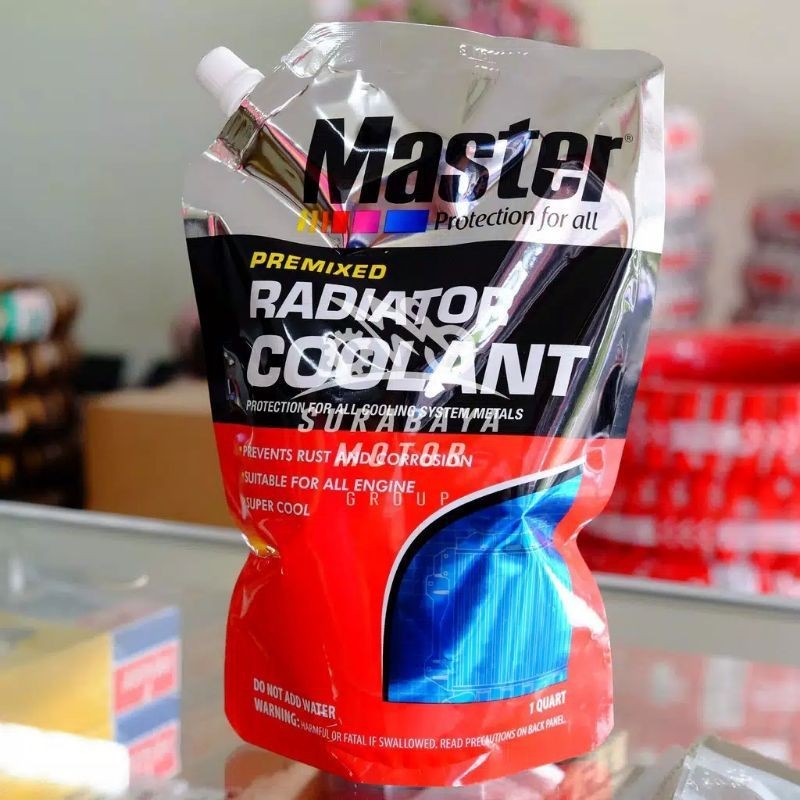 Master®
Protection for all
PREMIXED
RADIATOR
COOLANT
PROTECTION FOR ALL COOLING SYSTEM METALS
SURABAYA
MOTOR
GROUP
•PREVENTS RUST AND CORROSION
•SUITABLE FOR ALL ENGINE
•SUPER COOL
DO NOT ADD WATER
1 QUART
WARNING: HARMFUL OR FATAL IF SWALLOWED. READ PRECAUTIONS ON BACK PANEL.